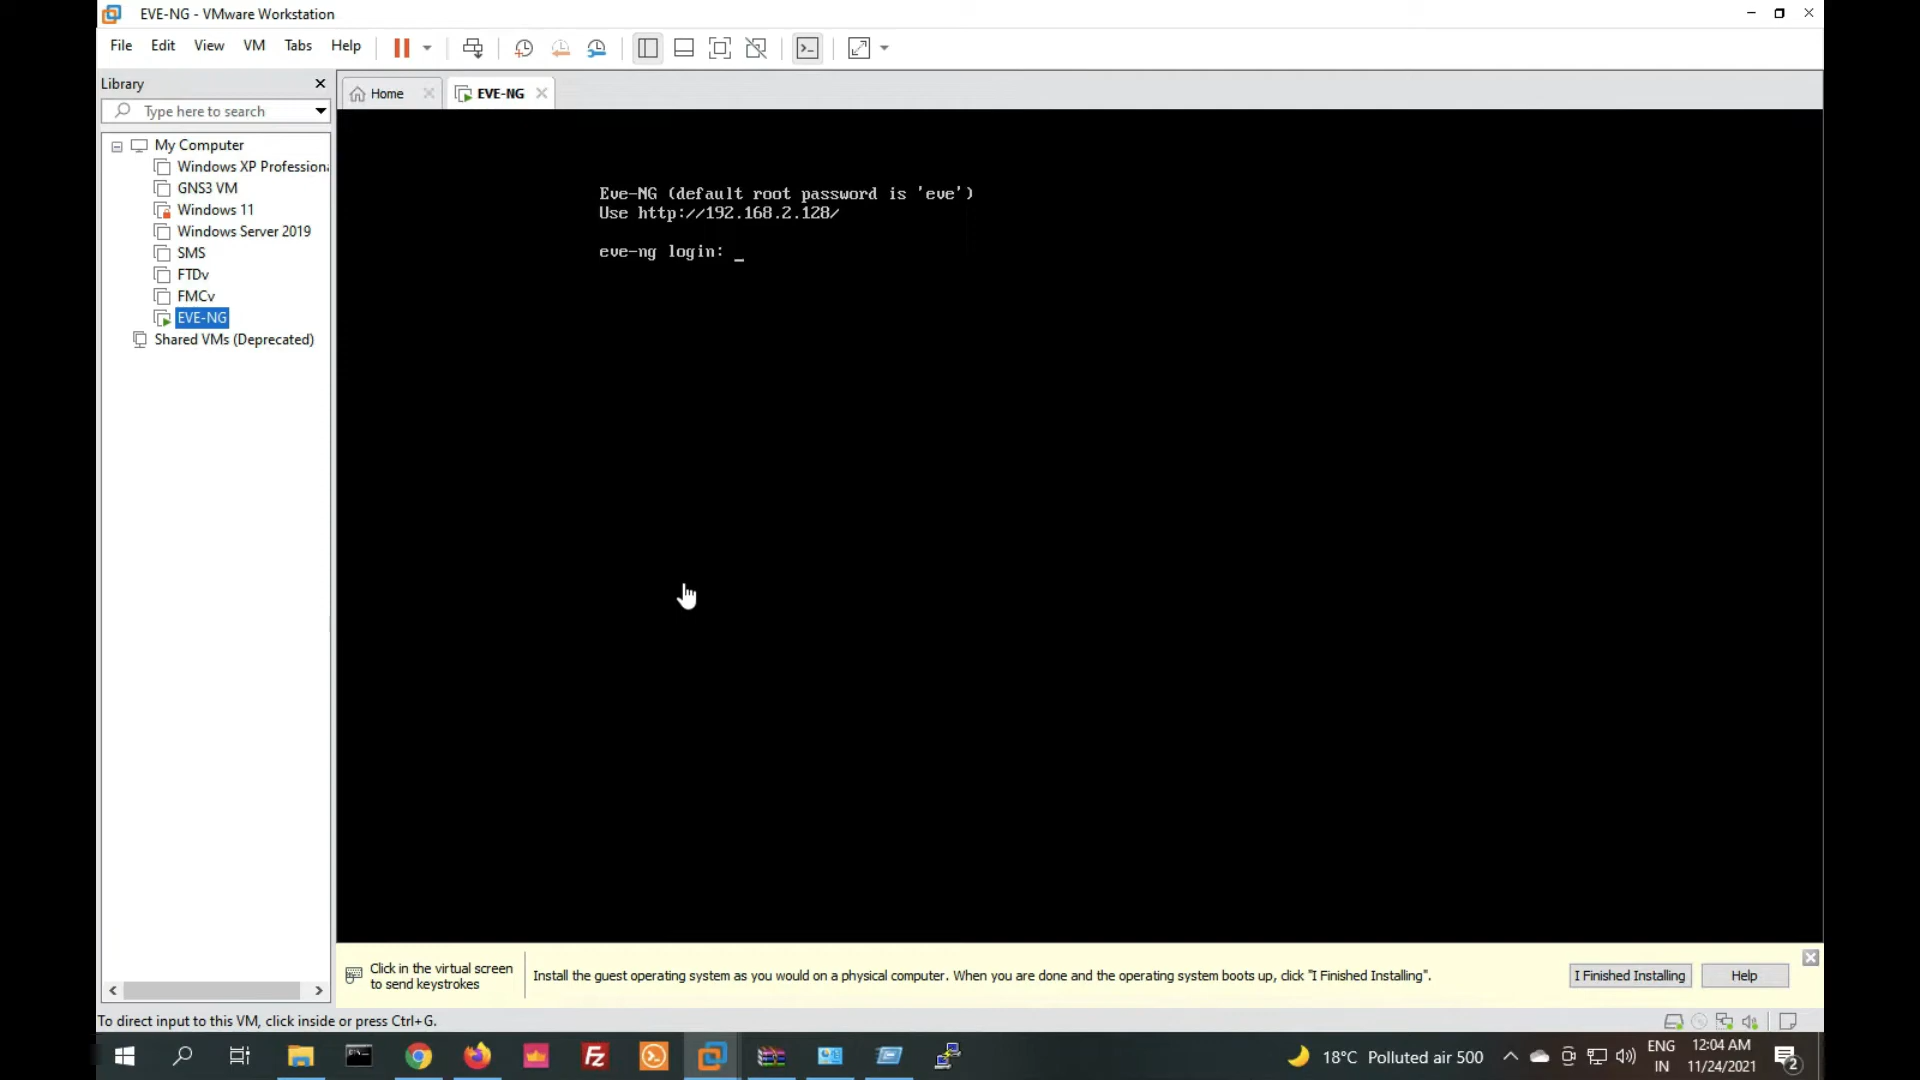 EVE-NG - VMware Workstation
File Edit View VM Tabs Help
Library
Type here to search
Home
EVE-NG
My Computer
Windows XP Professiona
GNS3 VM
Windows 11
Windows Server 2019
SMS
FTDv
FMCv
EVE-NG
Shared VMs (Deprecated)
Eve-NG (default root password is 'eve')
Use http://192.168.2.128/
eve-ng login: _
Click in the virtual screen
to send keystrokes
Install the guest operating system as you would on a physical computer. When you are done and the operating system boots up, click "I Finished Installing".
I Finished Installing
Help
To direct input to this VM, click inside or press Ctrl+G.
18°C Polluted air 500
ENG
IN
12:04 AM
11/24/2021
2